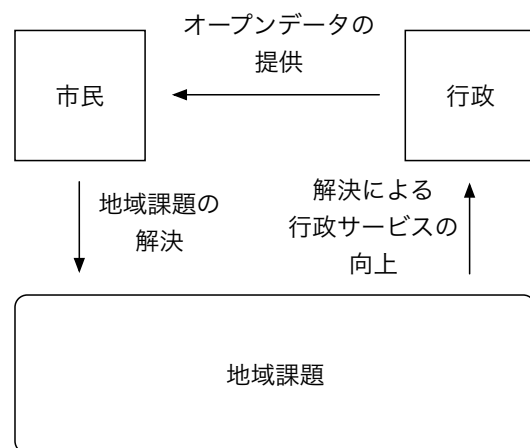 オープンデータの
提供
市民
行政
地域課題の
解決
解決による
行政サービスの
向上
地域課題